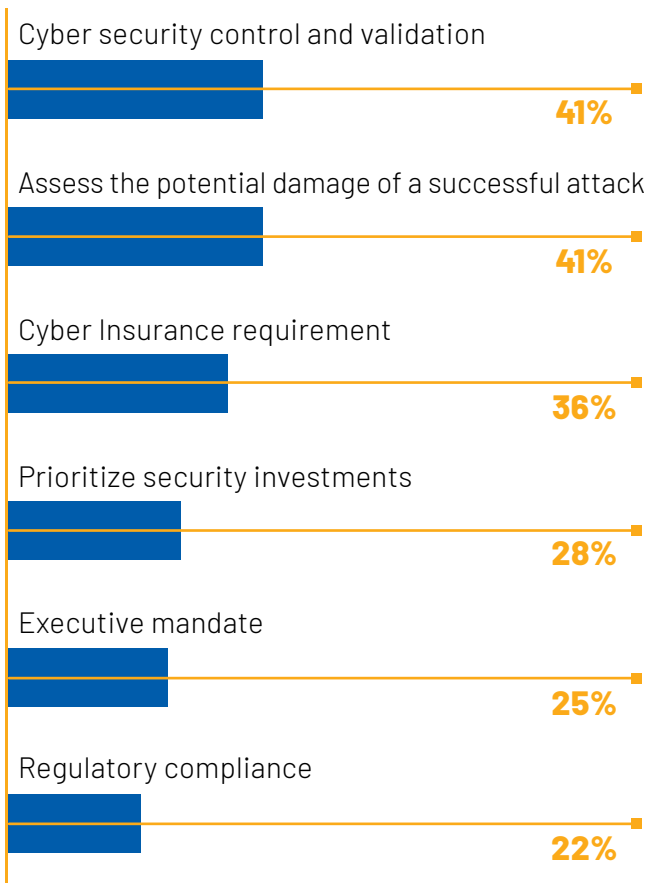 Cyber security control and validation
41%
Assess the potential damage of a successful attack
41%
Cyber Insurance requirement
36%
Prioritize security investments
28%
Executive mandate
25%
Regulatory compliance
22%